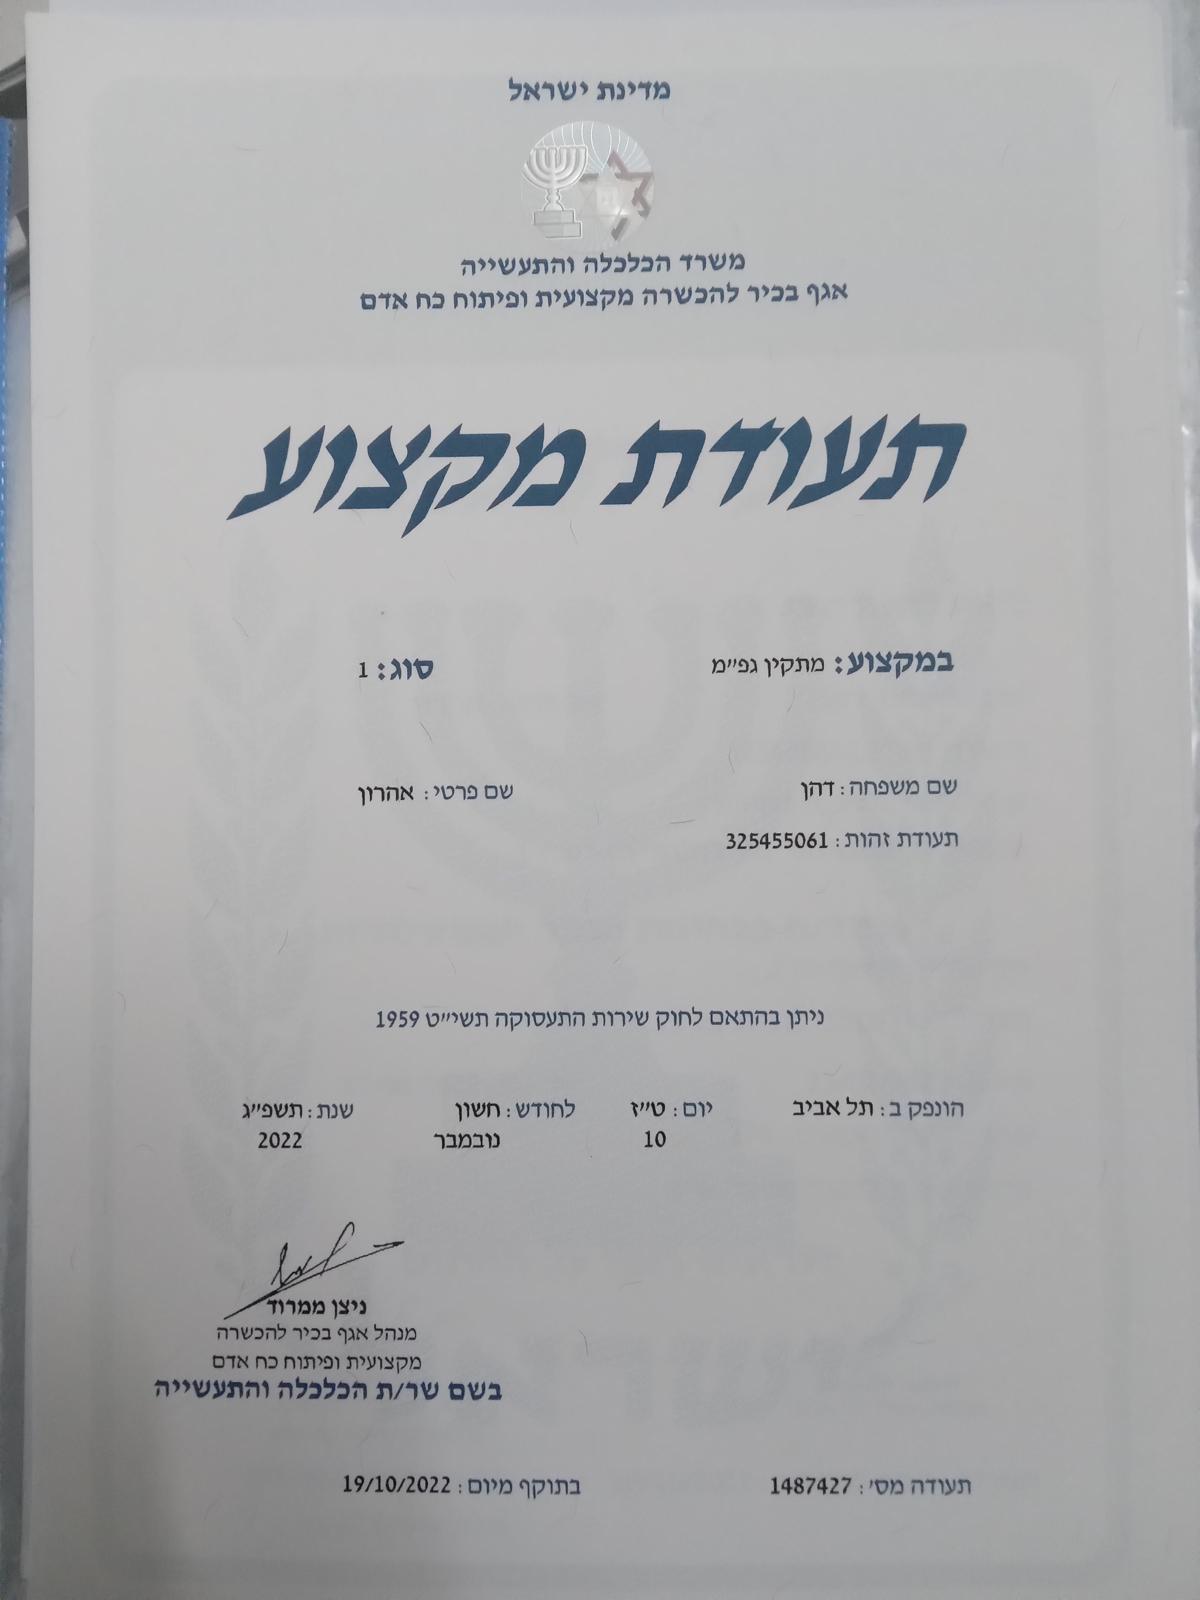 מדינת ישראל
משרד הכלכלה והתעשייה
אגף בכיר להכשרה מקצועית ופיתוח כח אדם
תעודת מקצוע
במקצוע: מתקין גפ"מ סוג: 1
שם משפחה: דהן שם פרטי: אהרון
תעודת זהות: 325455061
ניתן בהתאם לחוק שירות התעסוקה תשי"ט 1959
הונפק ב: תל אביב יום: ט"ז לחודש: חשון שנת: תשפ"ג
10 נובמבר 2022
ניצן ממרוד
מנהל אגף בכיר להכשרה
מקצועית ופיתוח כח אדם
בשם שר/ת הכלכלה והתעשייה
תעודה מס': 1487427 בתוקף מיום: 19/10/2022